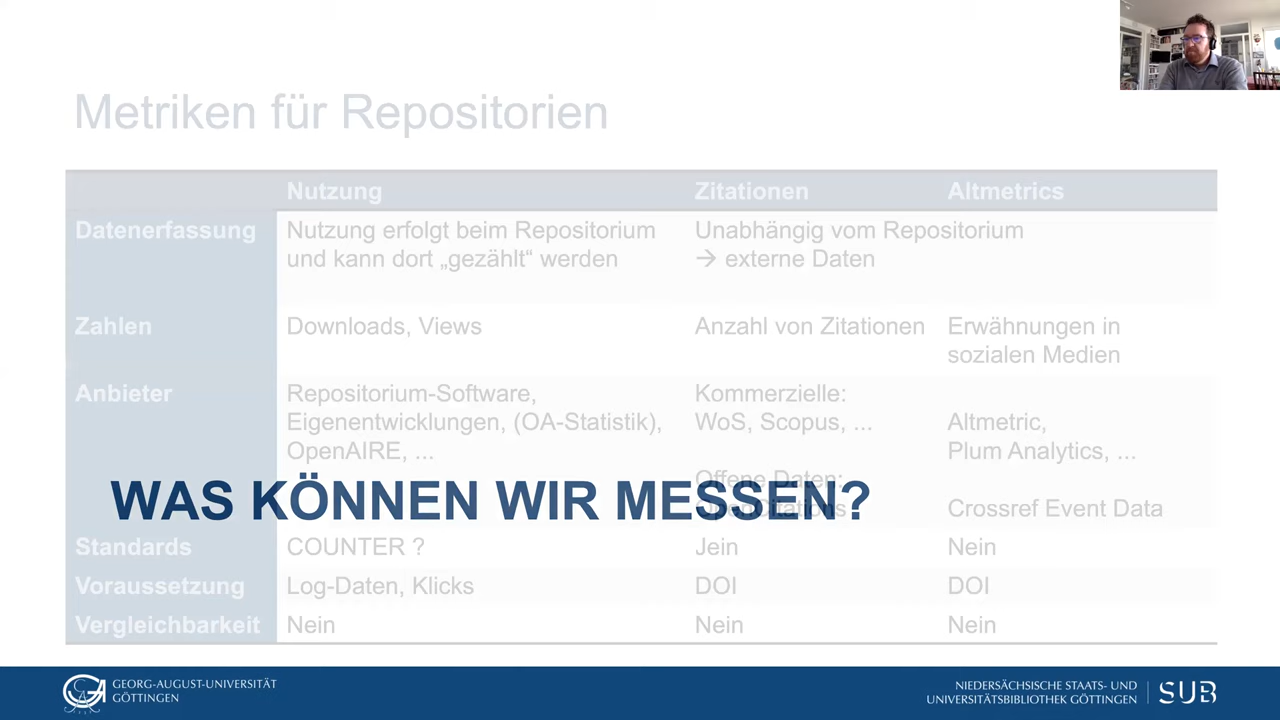 Metriken für Repositorien
Nutzung Zitationen Altmetrics
Datenerfassung Nutzung erfolgt beim Repositorium Unabhängig vom Repositorium
und kann dort „gezählt“ werden → externe Daten
Zahlen Downloads, Views Anzahl von Zitationen Erwähnungen in
sozialen Medien
Anbieter Repositorium-Software, Kommerzielle:
Eigenentwicklungen, (OA-Statistik), WoS, Scopus, ... Altmetric,
OpenAIRE, ... Plum Analytics, ...
Offene Daten:
WAS KÖNNEN WIR MESSEN?
OpenCitations Crossref Event Data
Standards COUNTER ? Jein Nein
Voraussetzung Log-Daten, Klicks DOI DOI
Vergleichbarkeit Nein Nein Nein
GEORG-AUGUST-UNIVERSITÄT
GÖTTINGEN
NIEDERSÄCHSISCHE STAATS- UND
UNIVERSITÄTSBIBLIOTHEK GÖTTINGEN
SUB